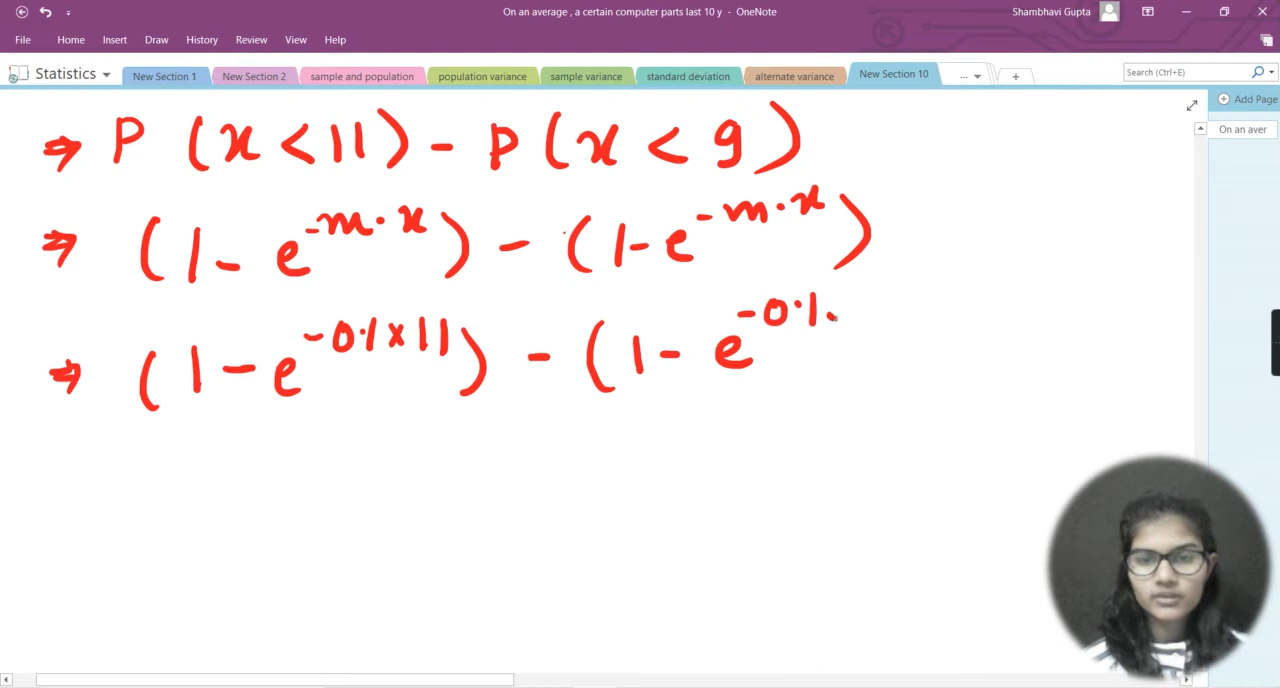 On an average , a certain computer parts last 10 y - OneNote
Shambhavi Gupta
File Home Insert Draw History Review View Help
Statistics
New Section 1
New Section 2
sample and population
population variance
sample variance
standard deviation
alternate variance
New Section 10
...
Search (Ctrl+E)
Add Page
On an aver
⇒ P (x < 11) - P (x < 9)
⇒ (1 - e^{-m·x}) - (1 - e^{-m·x})
⇒ (1 - e^{-0.1×11}) - (1 - e^{-0.1